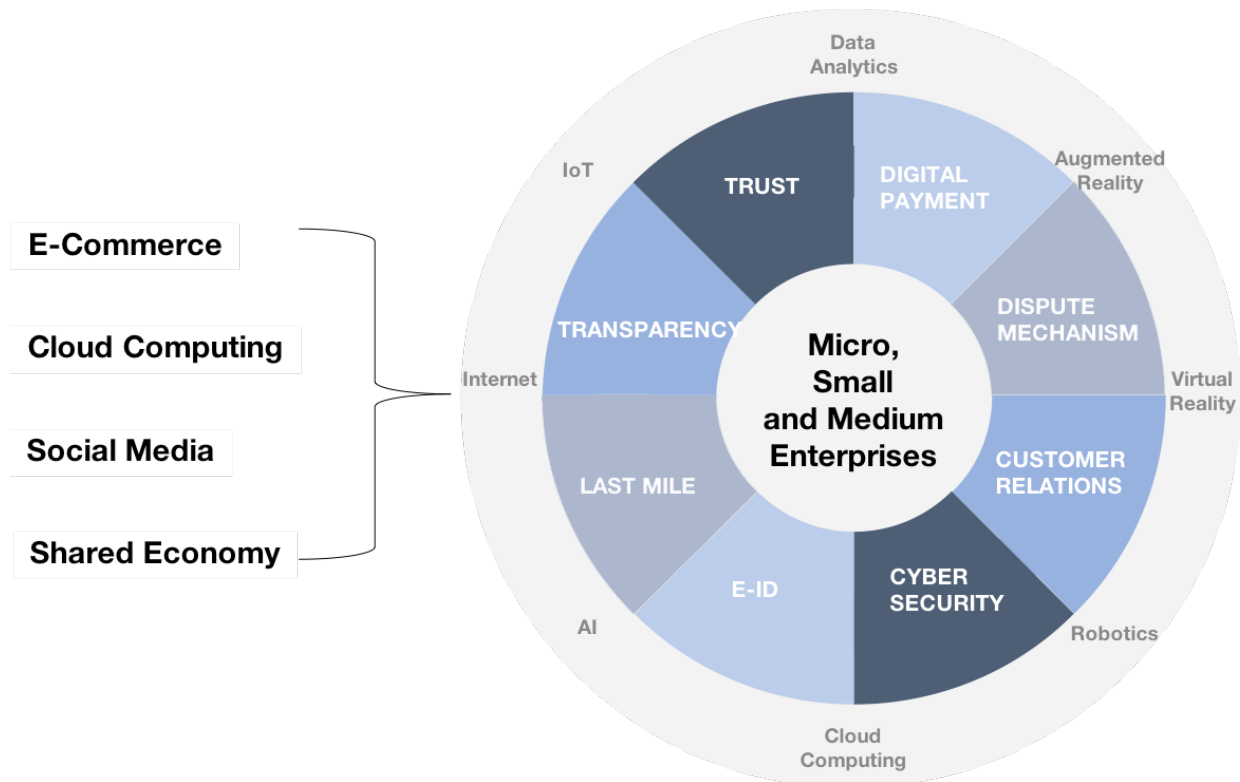 E-Commerce
Cloud Computing
Social Media
Shared Economy
Data
Analytics
Augmented
Reality
Virtual
Reality
Robotics
Cloud
Computing
AI
Internet
IoT
TRUST
DIGITAL
PAYMENT
DISPUTE
MECHANISM
CUSTOMER
RELATIONS
CYBER
SECURITY
E-ID
LAST MILE
TRANSPARENCY
Micro,
Small
and Medium
Enterprises